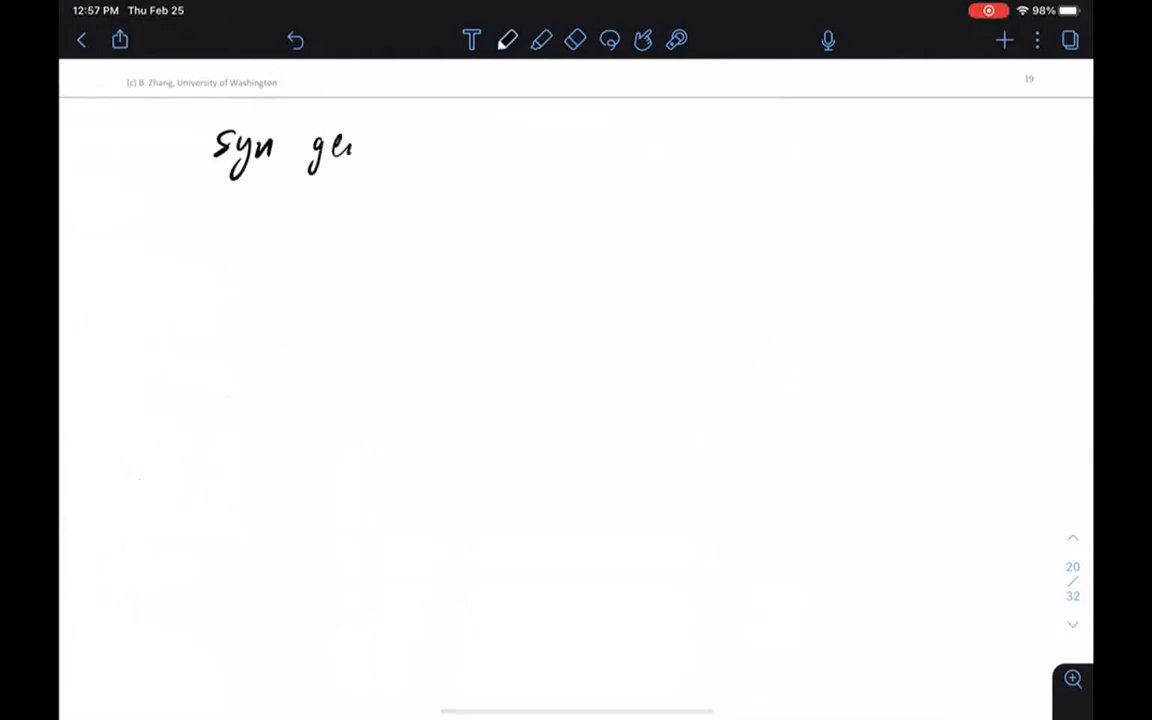 12:57 PM Thu Feb 25
98%
(c) B. Zhang, University of Washington
19
Syn ge
20
/
32